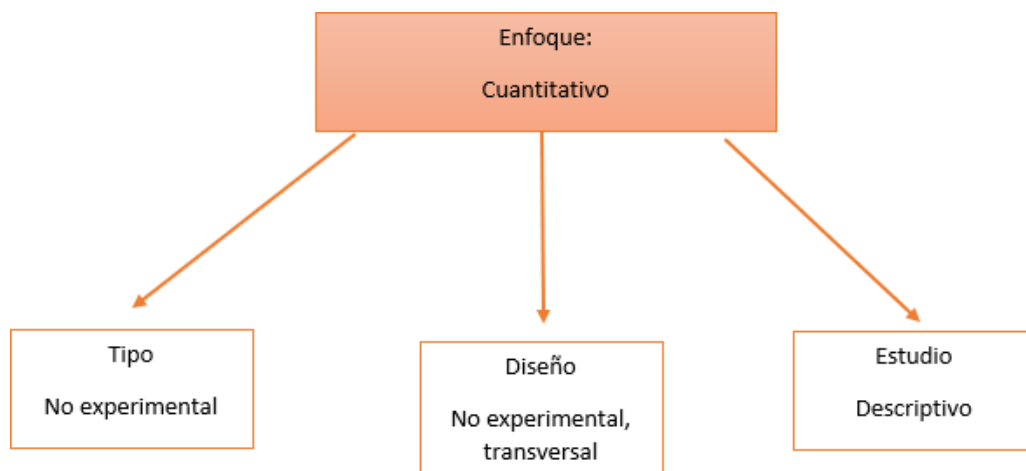 Enfoque:
Cuantitativo
Tipo
No experimental
Diseño
No experimental,
transversal
Estudio
Descriptivo